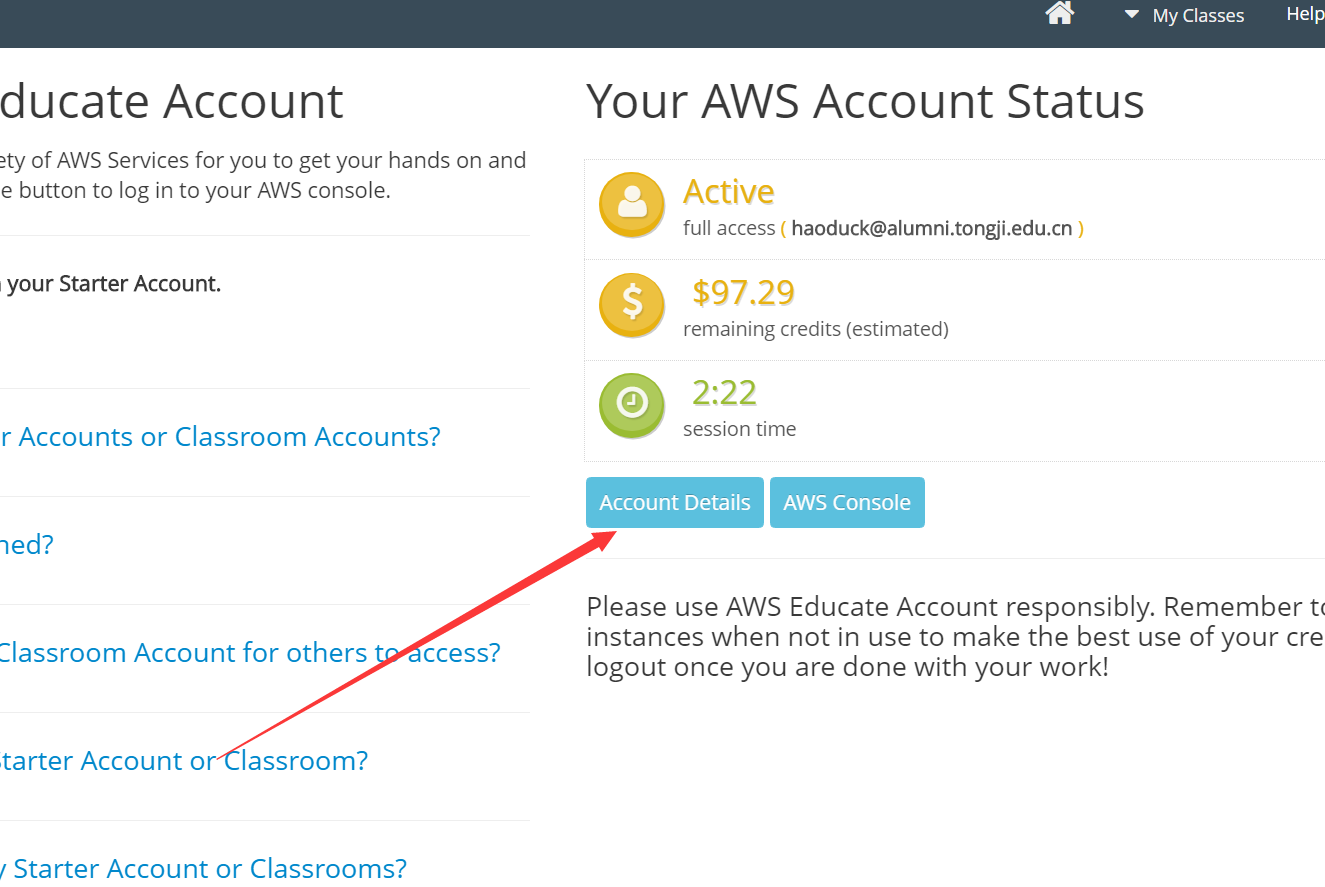 My Classes
Help
ducate Account
ety of AWS Services for you to get your hands on and
e button to log in to your AWS console.
your Starter Account.
r Accounts or Classroom Accounts?
ned?
Classroom Account for others to access?
Starter Account or Classroom?
y Starter Account or Classrooms?
Your AWS Account Status
Active
full access ( haoduck@alumni.tongji.edu.cn )
$97.29
remaining credits (estimated)
2:22
session time
Account Details
AWS Console
Please use AWS Educate Account responsibly. Remember to
instances when not in use to make the best use of your cre
logout once you are done with your work!